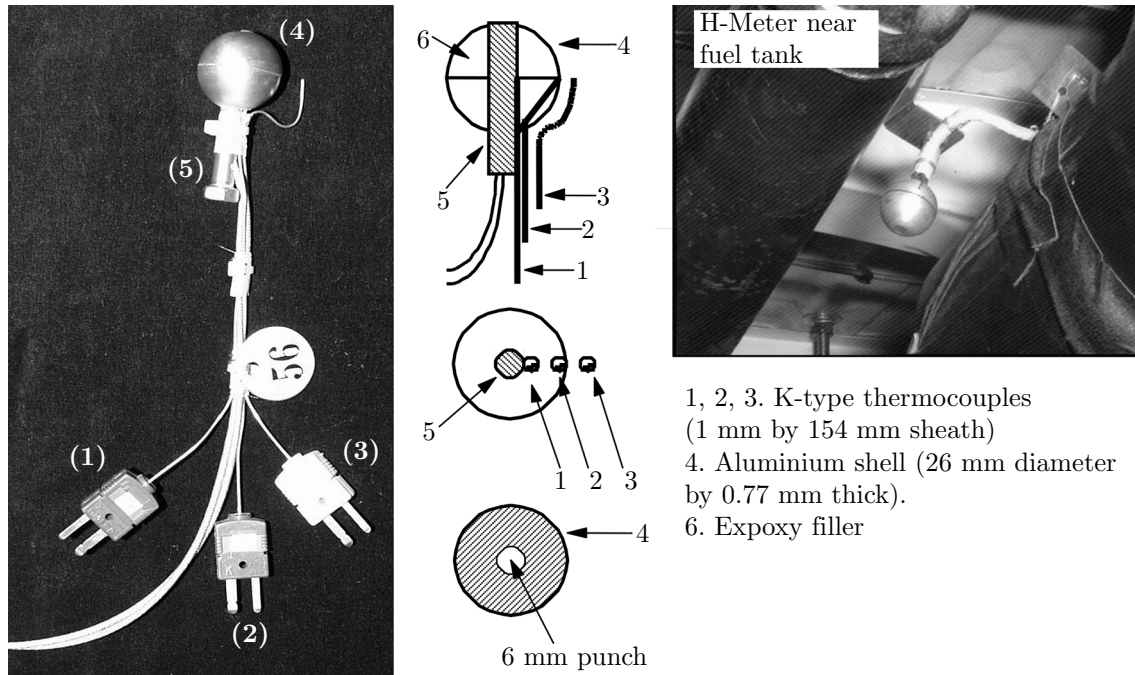 (4)
(5)
56
(1)
(3)
K
(2)
6
4
5
3
2
1
5
1 2 3
4
6 mm punch
H-Meter near
fuel tank
1, 2, 3. K-type thermocouples
(1 mm by 154 mm sheath)
4. Aluminium shell (26 mm diameter
by 0.77 mm thick).
6. Expoxy filler